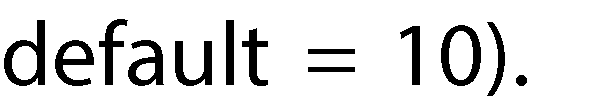 default = 10).